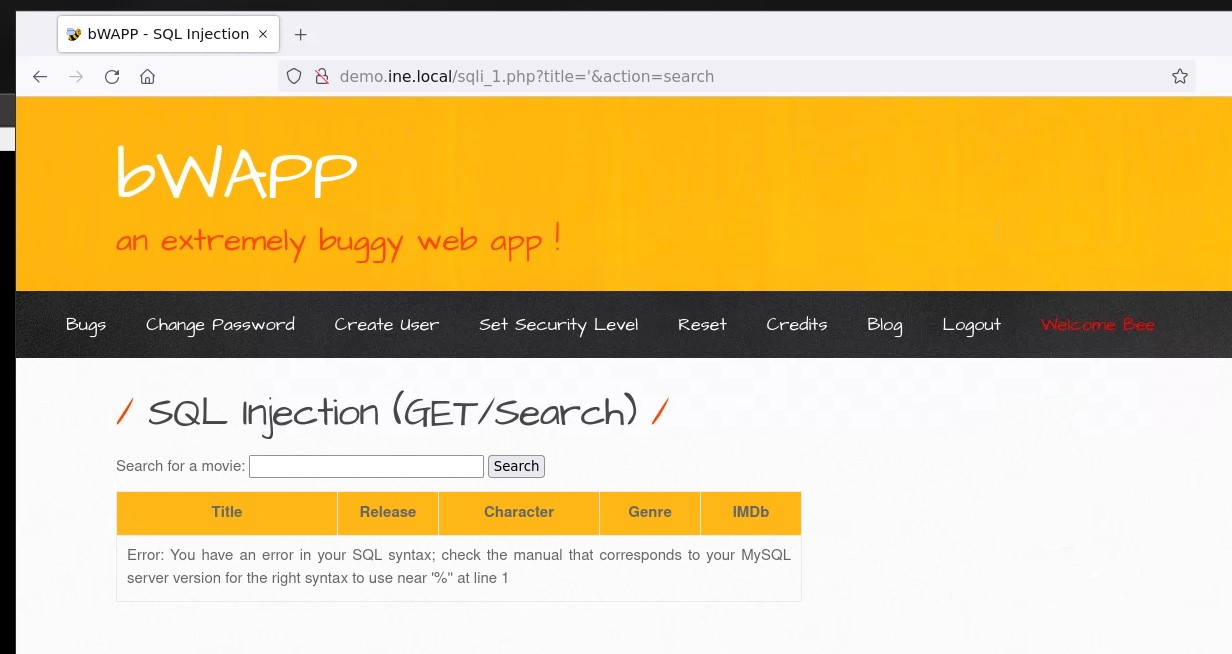 bWAPP - SQL Injection
demo.ine.local/sqli_1.php?title='&action=search
bWAPP
an extremely buggy web app !
Bugs Change Password Create User Set Security Level Reset Credits Blog Logout Welcome Bee
/ SQL Injection (GET/Search) /
Search for a movie: Search
Title Release Character Genre IMDb
Error: You have an error in your SQL syntax; check the manual that corresponds to your MySQL
server version for the right syntax to use near '%'' at line 1